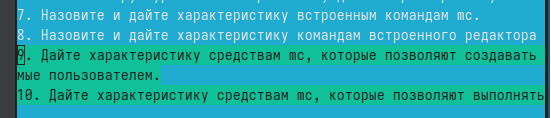 7. Назовите и дайте характеристику встроенным командам mc.
8. Назовите и дайте характеристику командам встроенного редактора
9. Дайте характеристику средствам mc, которые позволяют создавать
мые пользователем.
10. Дайте характеристику средствам mc, которые позволяют выполнять